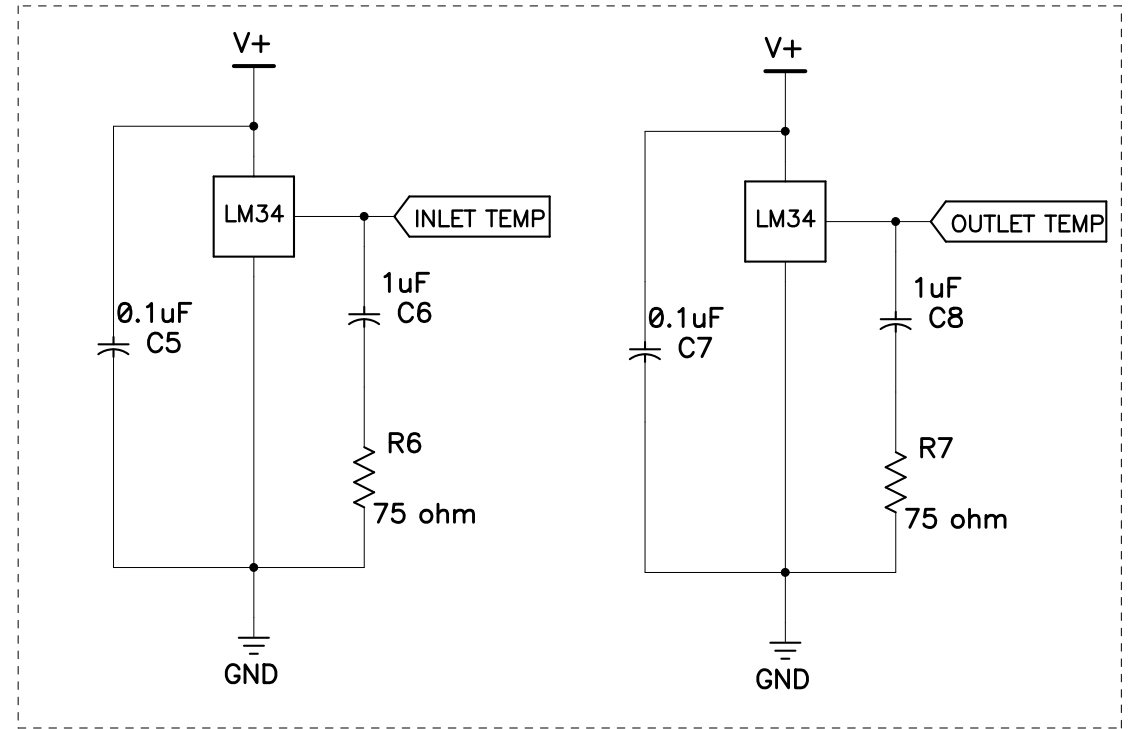 V+
LM34
INLET TEMP
1uF
C6
0.1uF
C5
R6
75 ohm
GND
V+
LM34
OUTLET TEMP
1uF
C8
0.1uF
C7
R7
75 ohm
GND